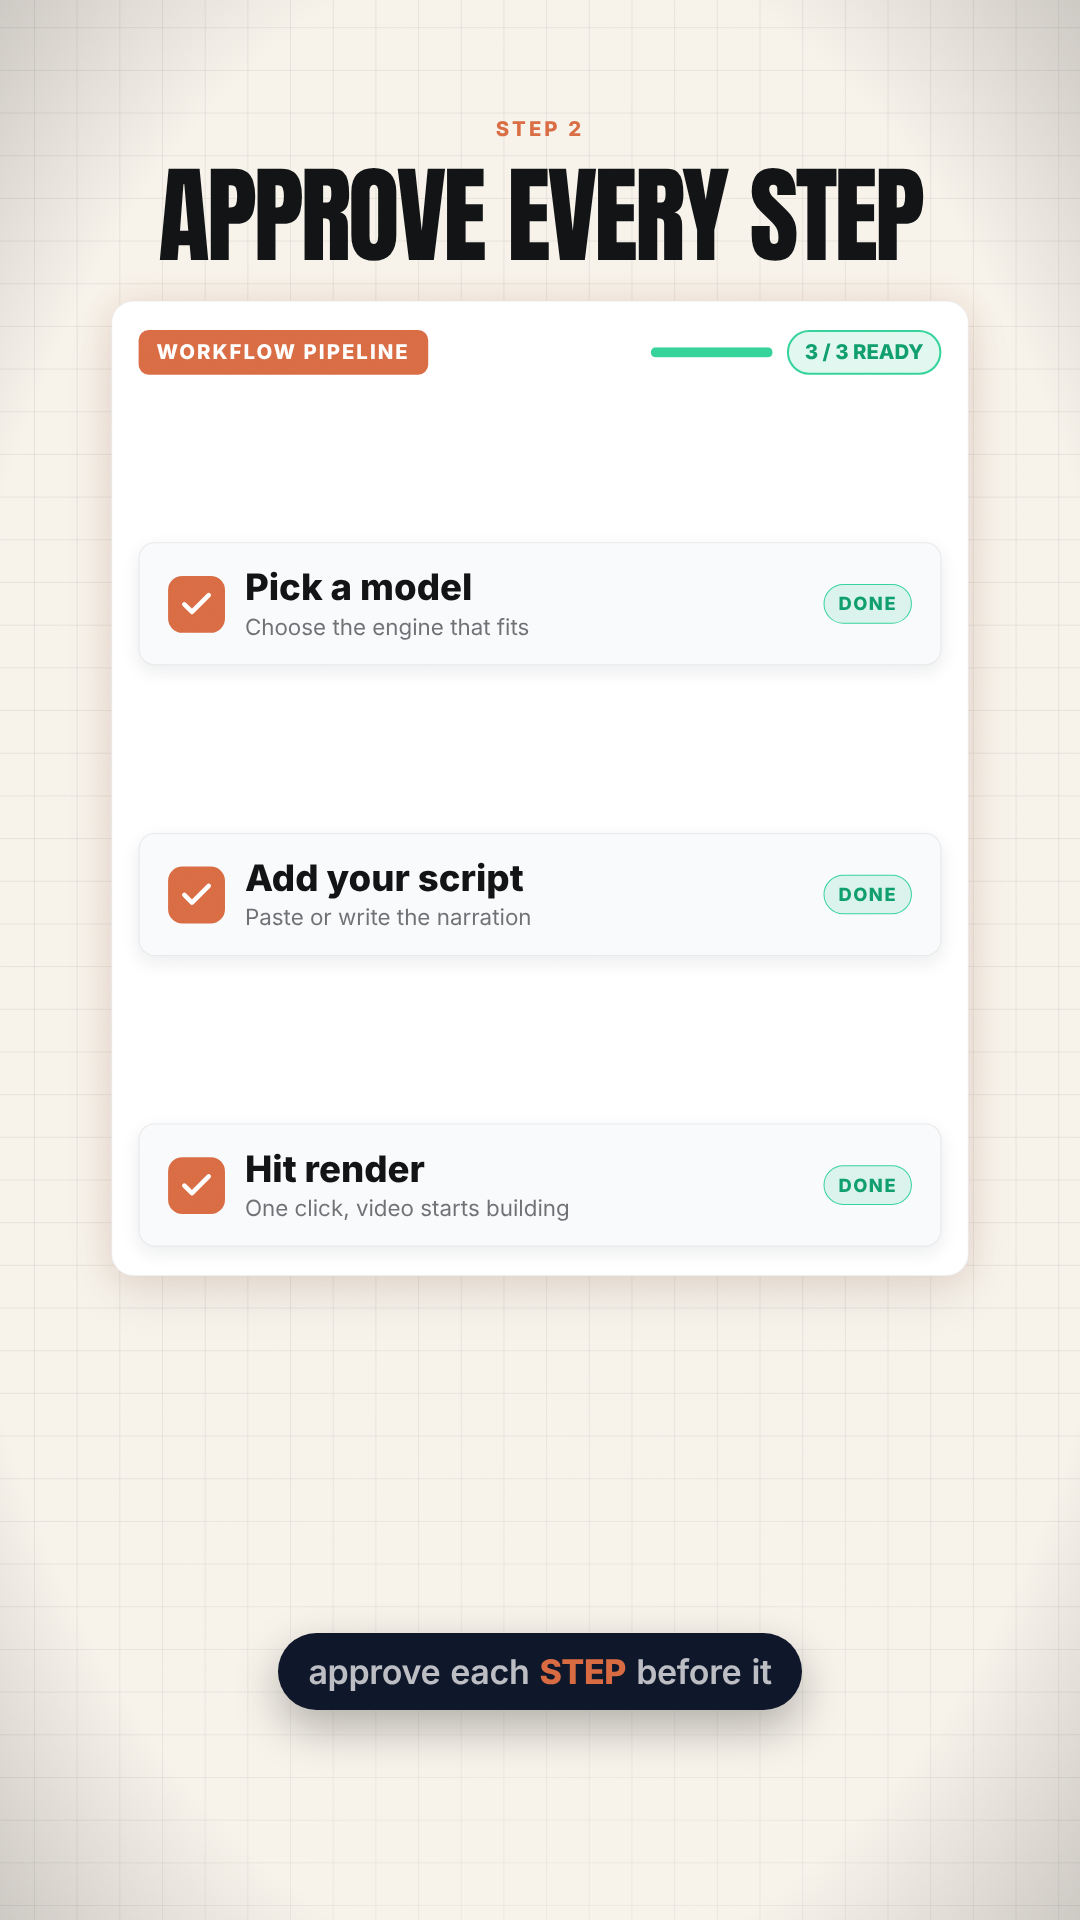 STEP 2
APPROVE EVERY STEP
WORKFLOW PIPELINE
3 / 3 READY
Pick a model
Choose the engine that fits
DONE
Add your script
Paste or write the narration
DONE
Hit render
One click, video starts building
DONE
approve each STEP before it